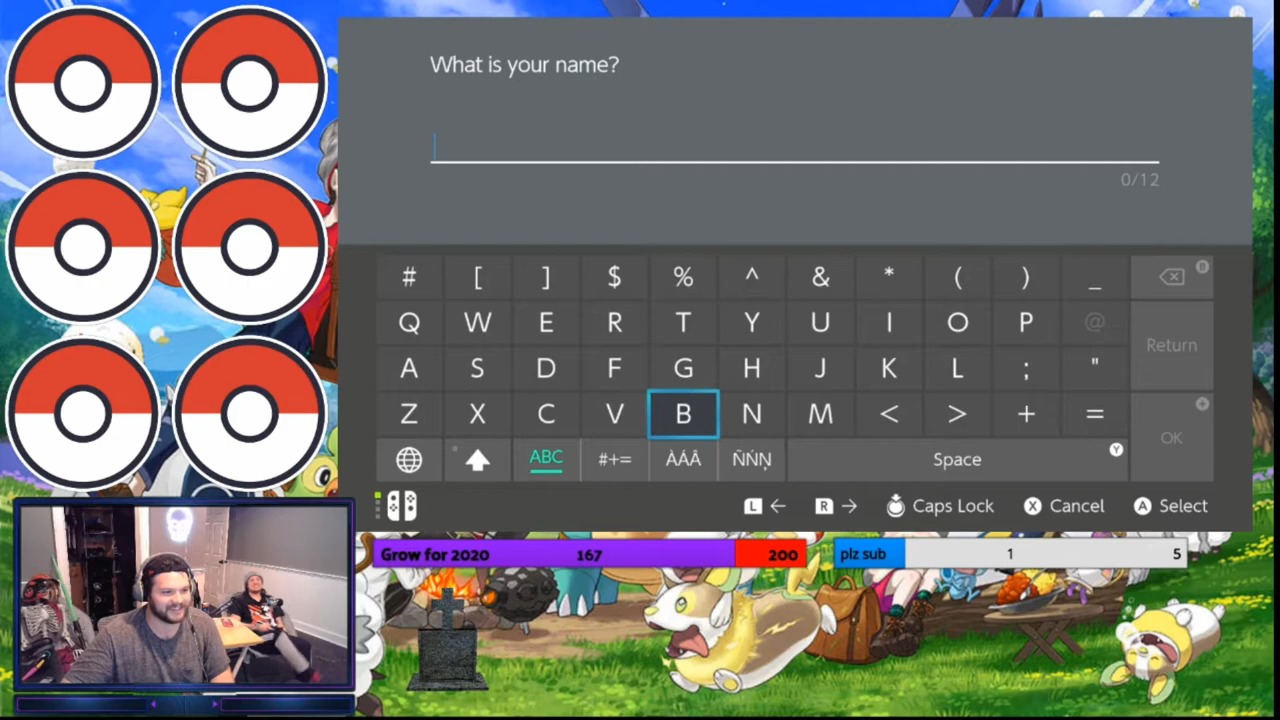 What is your name?
0/12
# [ ] $ % ^ & * ( ) _ B
Q W E R T Y U I O P @ Return
A S D F G H J K L ; "
Z X C V B N M < > + = + OK
ABC #+= ÀÁÂ ÑŃŅ Space Y
L ← R → Caps Lock X Cancel A Select
Grow for 2020 167 200 plz sub 1 5